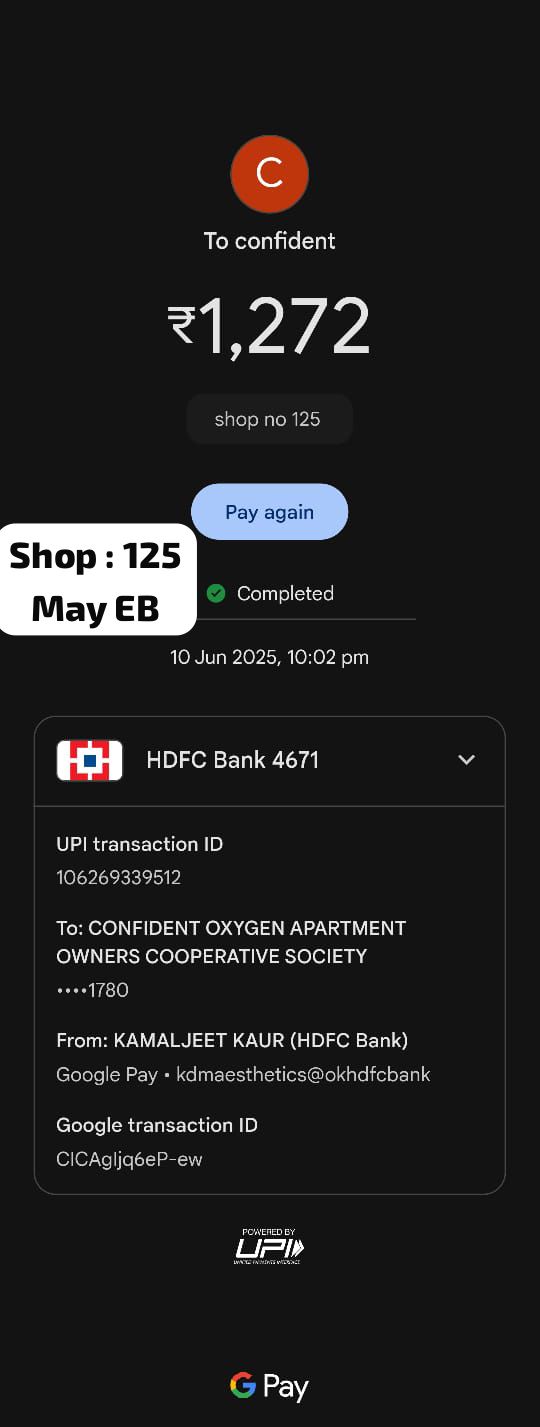 C
To confident
₹1,272
shop no 125
Pay again
Shop : 125
May EB
Completed
10 Jun 2025, 10:02 pm
HDFC Bank 4671
UPI transaction ID
106269339512
To: CONFIDENT OXYGEN APARTMENT
OWNERS COOPERATIVE SOCIETY
••••1780
From: KAMALJEET KAUR (HDFC Bank)
Google Pay • kdmaesthetics@okhdfcbank
Google transaction ID
CICAgIjq6eP-ew
POWERED BY
UPI
UNIFIED PAYMENTS INTERFACE
G Pay